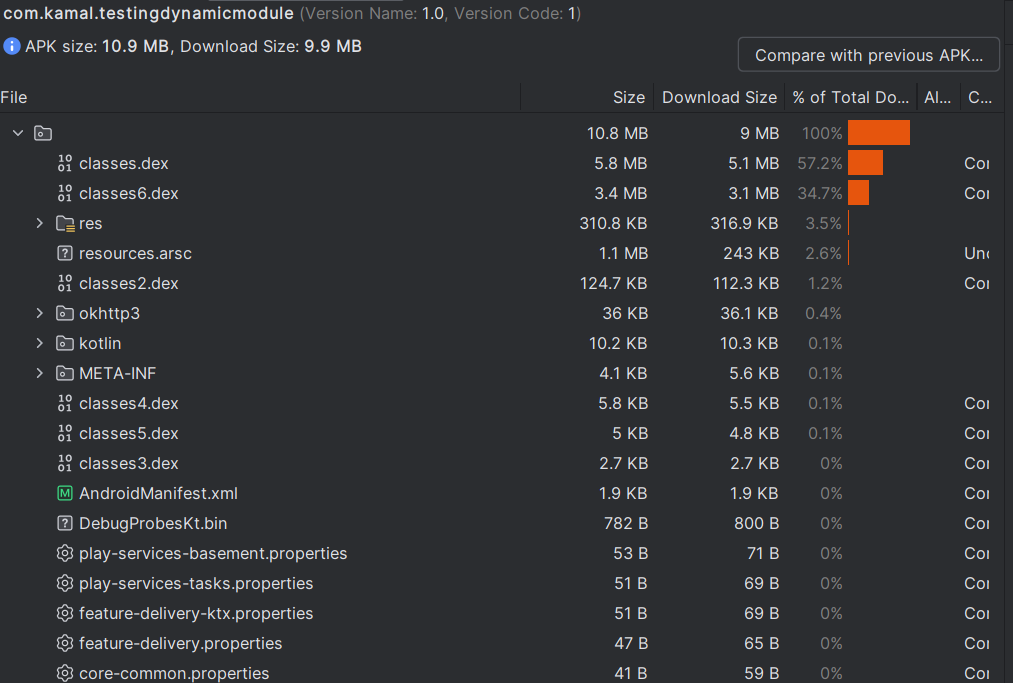 com.kamal.testingdynamicmodule (Version Name: 1.0, Version Code: 1)
APK size: 10.9 MB, Download Size: 9.9 MB
Compare with previous APK...
File Size Download Size % of Total Do... Al... C...
10.8 MB 9 MB 100%
classes.dex 5.8 MB 5.1 MB 57.2% Co
classes6.dex 3.4 MB 3.1 MB 34.7% Co
res 310.8 KB 316.9 KB 3.5%
resources.arsc 1.1 MB 243 KB 2.6% Un
classes2.dex 124.7 KB 112.3 KB 1.2% Co
okhttp3 36 KB 36.1 KB 0.4%
kotlin 10.2 KB 10.3 KB 0.1%
META-INF 4.1 KB 5.6 KB 0.1%
classes4.dex 5.8 KB 5.5 KB 0.1% Co
classes5.dex 5 KB 4.8 KB 0.1% Co
classes3.dex 2.7 KB 2.7 KB 0% Co
AndroidManifest.xml 1.9 KB 1.9 KB 0% Co
DebugProbesKt.bin 782 B 800 B 0% Co
play-services-basement.properties 53 B 71 B 0% Co
play-services-tasks.properties 51 B 69 B 0% Co
feature-delivery-ktx.properties 51 B 69 B 0% Co
feature-delivery.properties 47 B 65 B 0% Co
core-common.properties 41 B 59 B 0% Co